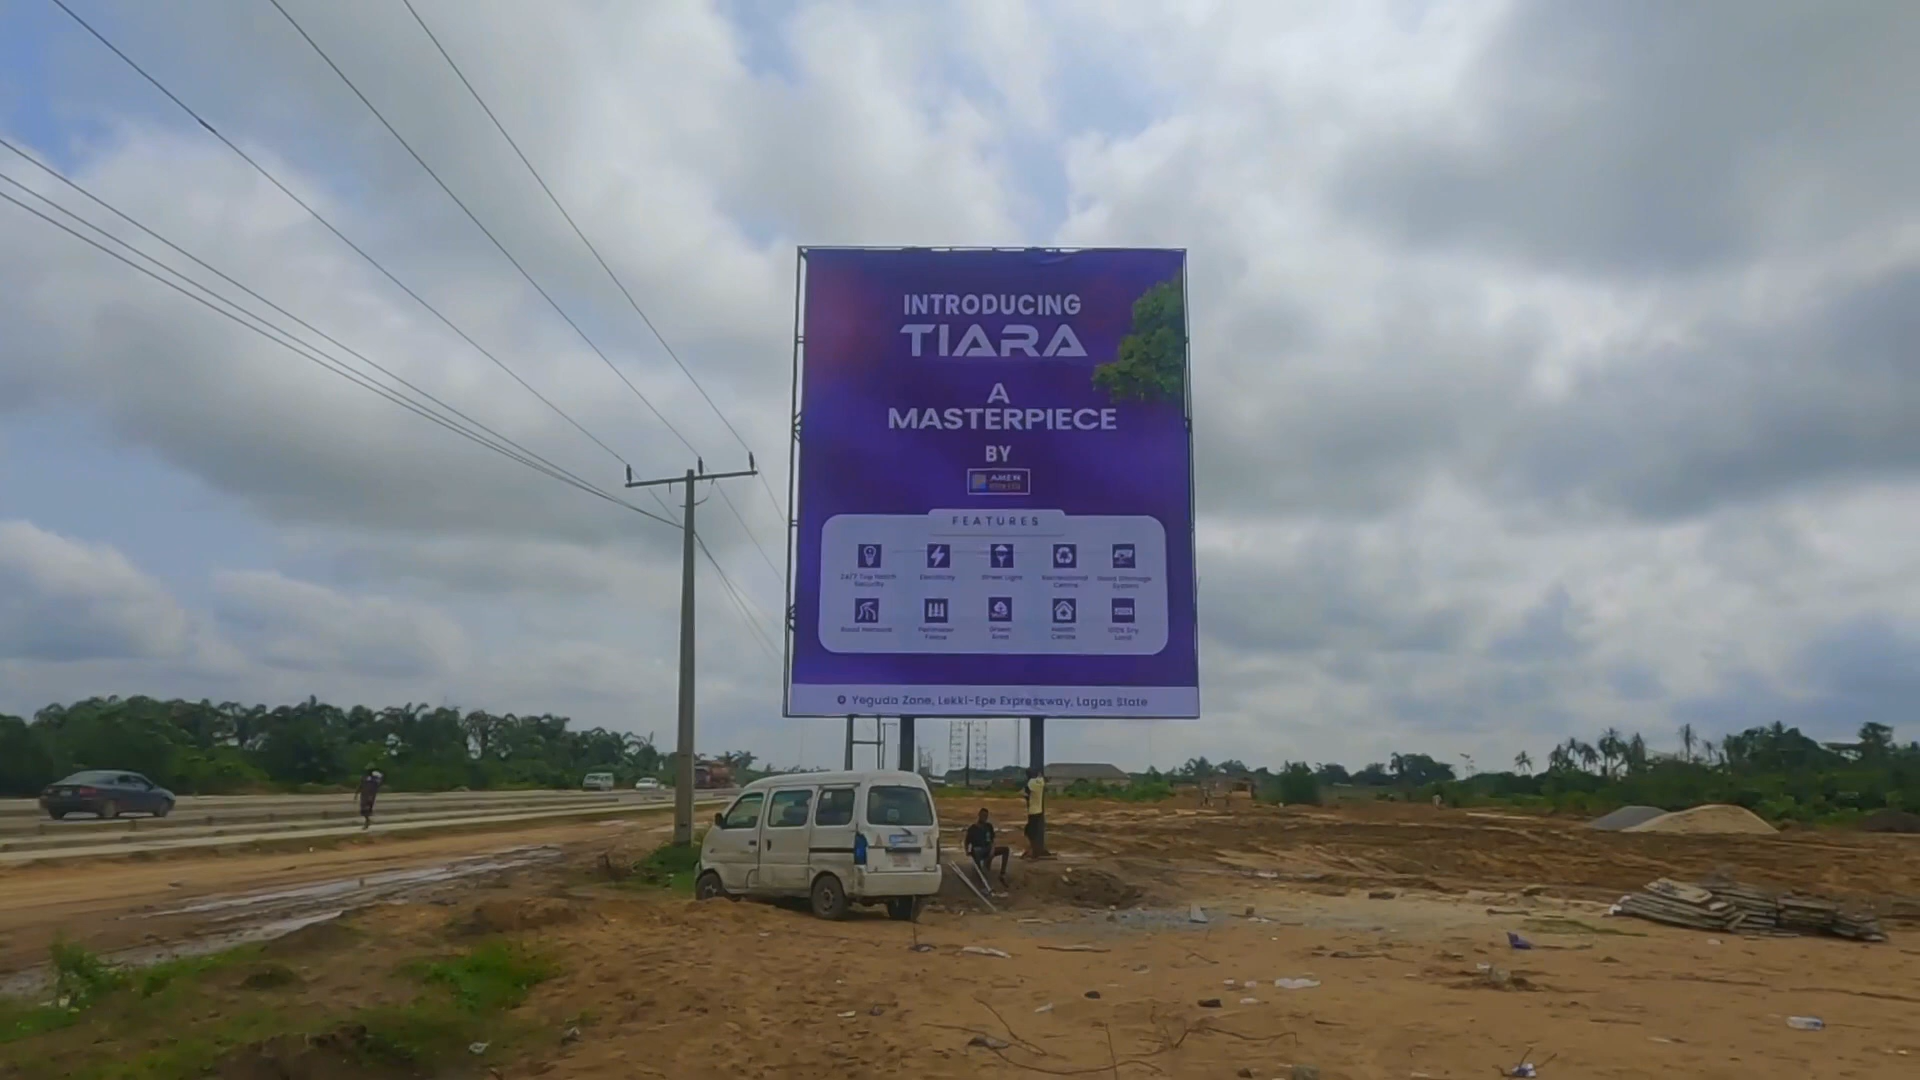 INTRODUCING
TIARA
A
MASTERPIECE
BY
AMEN
FEATURES
24/7 Top Notch
Security
Electricity
Street Light
Recreational
Centre
Good Drainage
System
Road Network
Perimeter
Fence
Green
Area
Health
Centre
100% Dry
Land
Yeguda Zone, Lekki-Epe Expressway, Lagos State